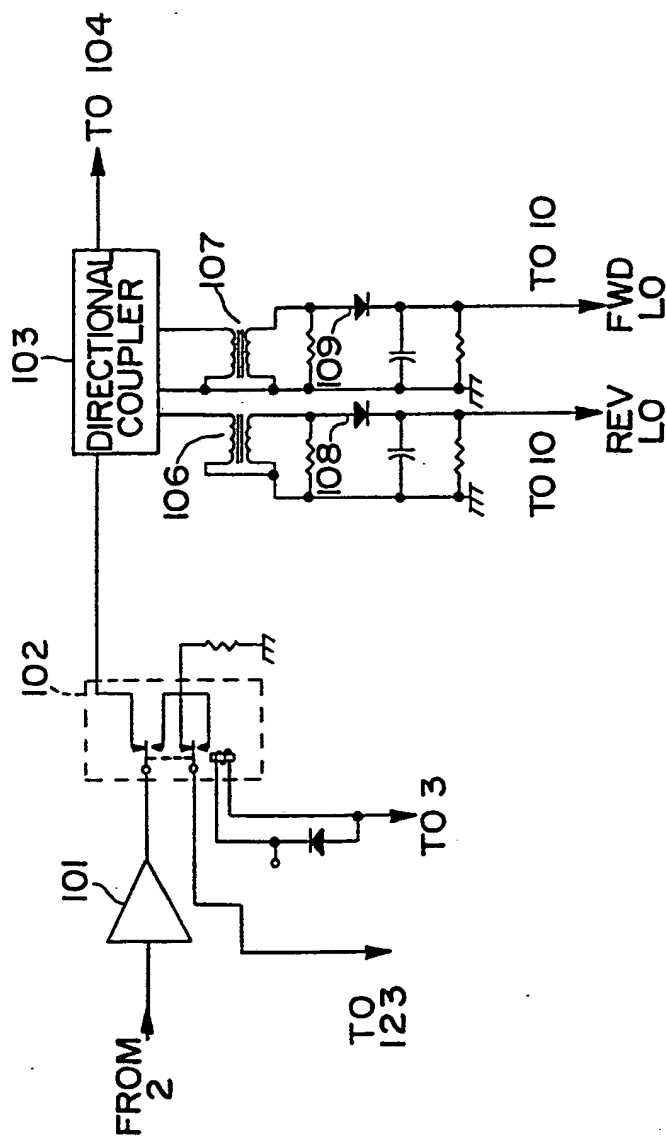 FROM
2
101
102
TO
123
TO 3
103
DIRECTIONAL
COUPLER
TO 104
106
107
108
109
TO 10
REV
LO
TO 10
FWD
LO